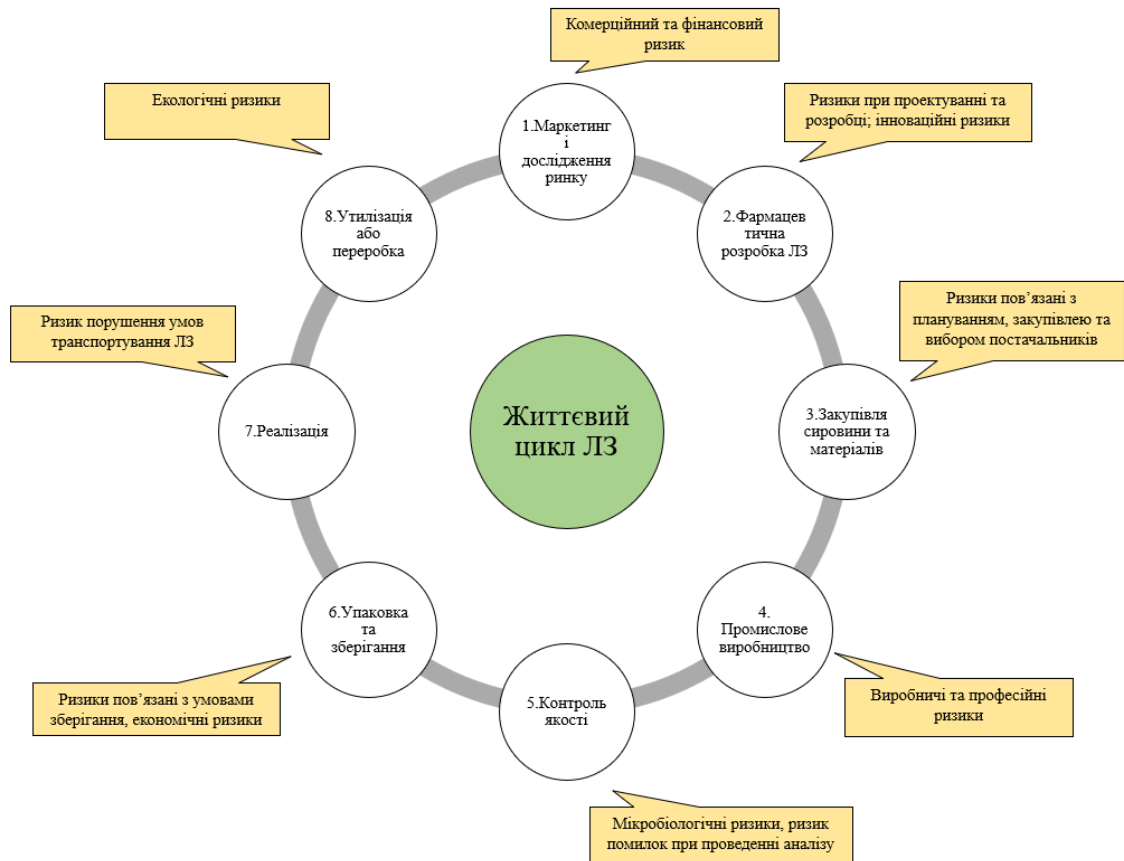 Комерційний та фінансовий
ризик
Екологічні ризики
Ризики при проектуванні та
розробці; інноваційні ризики
1.Маркетинг
і
дослідження
ринку
8.Утилізація
або
переробка
2.Фармацев
тична
розробка ЛЗ
Ризик порушення умов
транспортування ЛЗ
Ризики пов’язані з
плануванням, закупівлею та
вибором постачальників
7.Реалізація
Життєвий
цикл ЛЗ
3.Закупівля
сировини та
матеріалів
6.Упаковка
та
зберігання
4.
Промислове
виробництво
Ризики пов’язані з умовами
зберігання, економічні ризики
5.Контроль
якості
Виробничі та професійні
ризики
Мікробіологічні ризики, ризик
помилок при проведенні аналізу